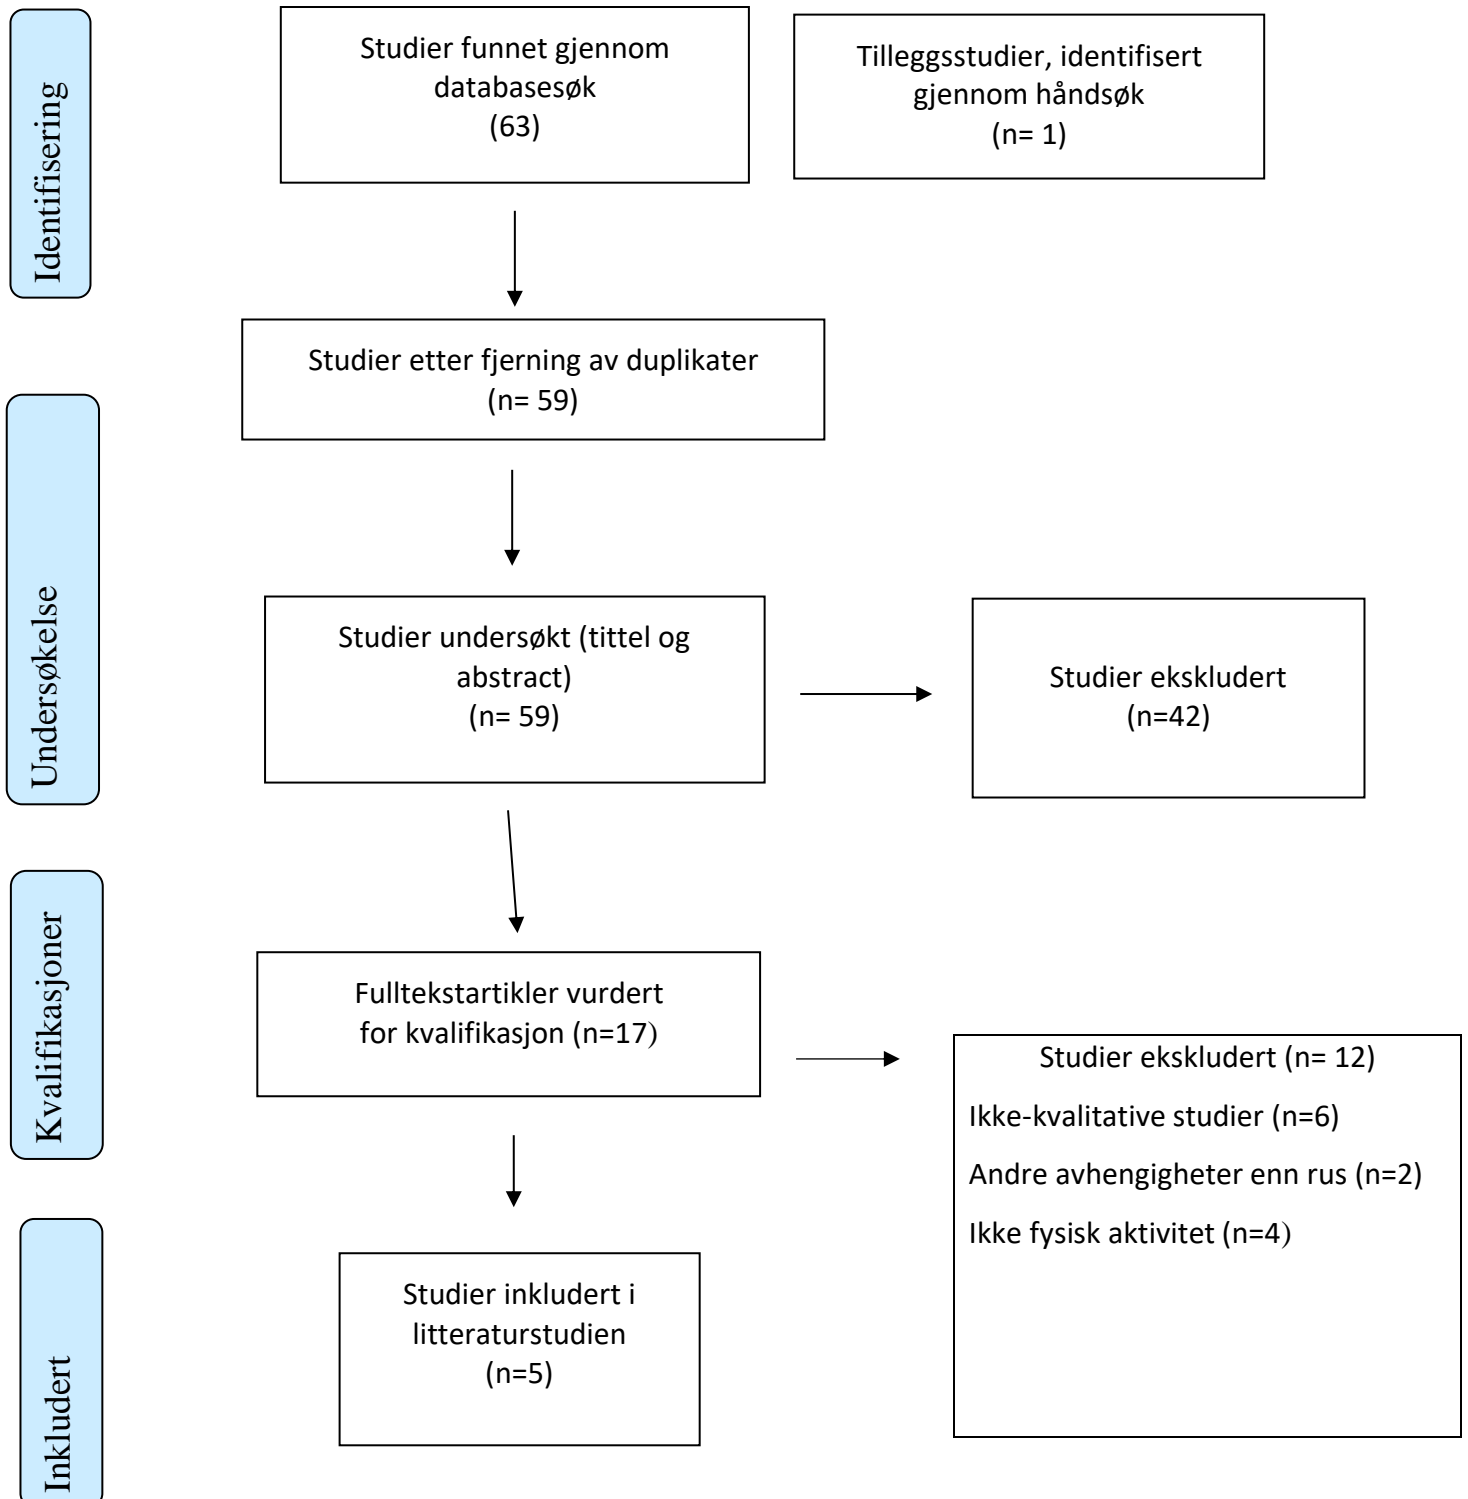 Identifisering
Studier funnet gjennom
databasesøk
(63)
Tilleggsstudier, identifisert
gjennom håndsøk
(n= 1)
Studier etter fjerning av duplikater
(n= 59)
Undersøkelse
Studier undersøkt (tittel og
abstract)
(n= 59)
Studier ekskludert
(n=42)
Kvalifikasjoner
Fulltekstartikler vurdert
for kvalifikasjon (n=17)
Studier ekskludert (n= 12)
Ikke-kvalitative studier (n=6)
Andre avhengigheter enn rus (n=2)
Ikke fysisk aktivitet (n=4)
Inkludert
Studier inkludert i
litteraturstudien
(n=5)